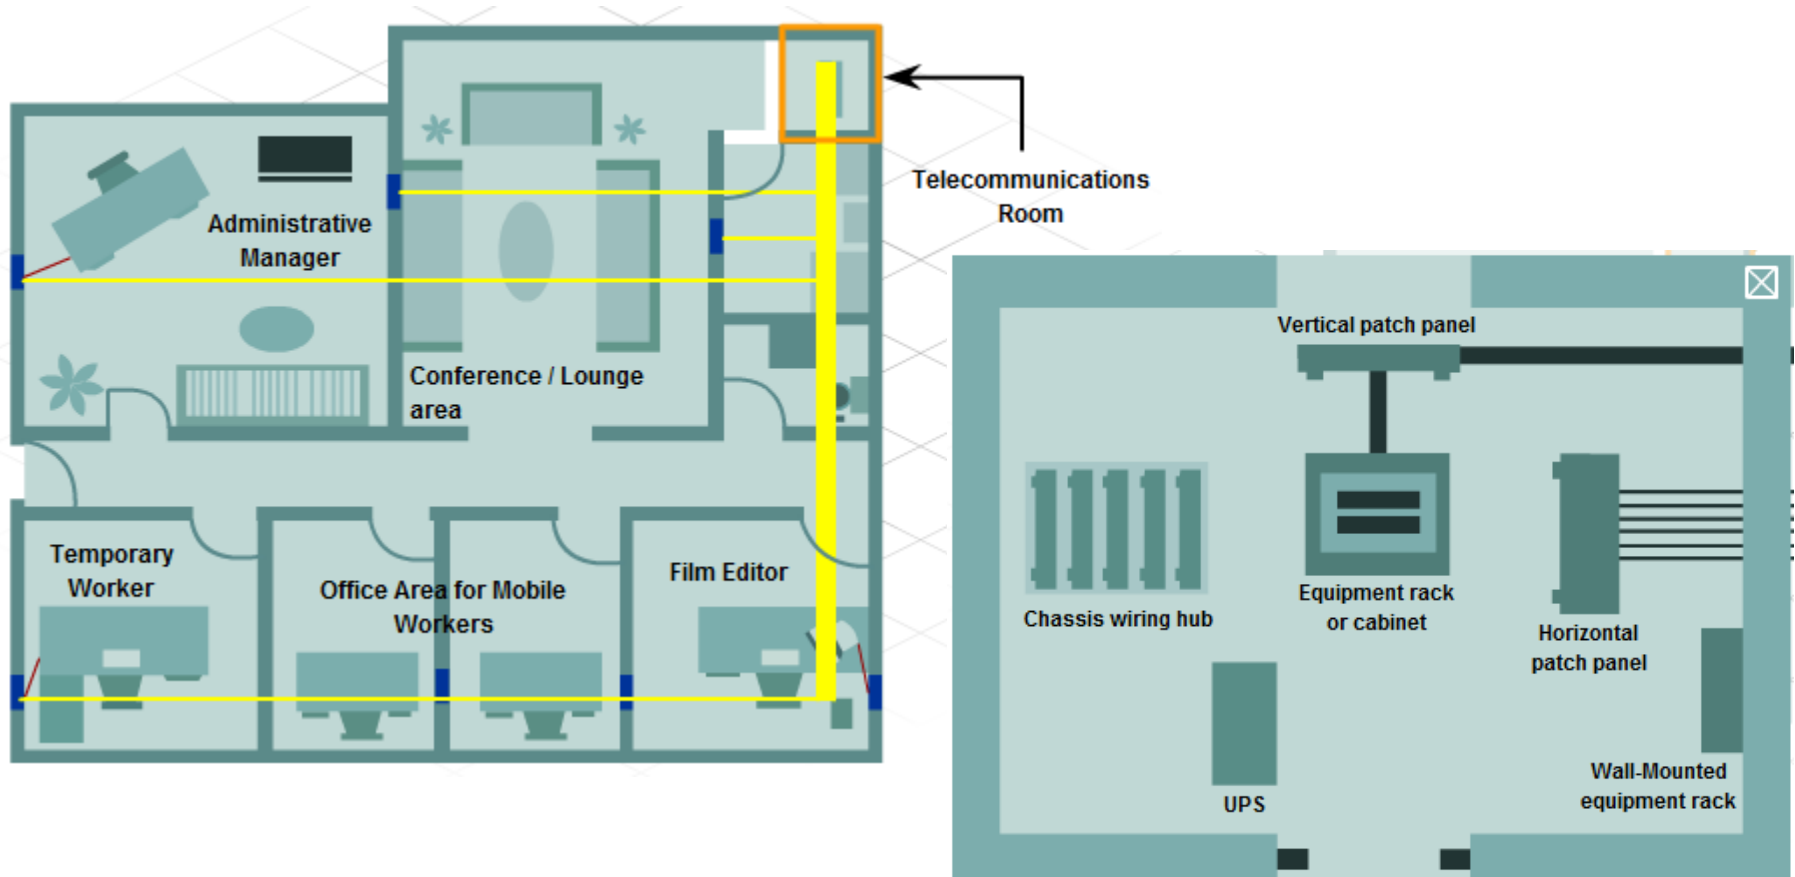 Telecommunications
Room
Administrative
Manager
Conference / Lounge
area
Temporary
Worker
Office Area for Mobile
Workers
Film Editor
Vertical patch panel
Chassis wiring hub
Equipment rack
or cabinet
Horizontal
patch panel
UPS
Wall-Mounted
equipment rack